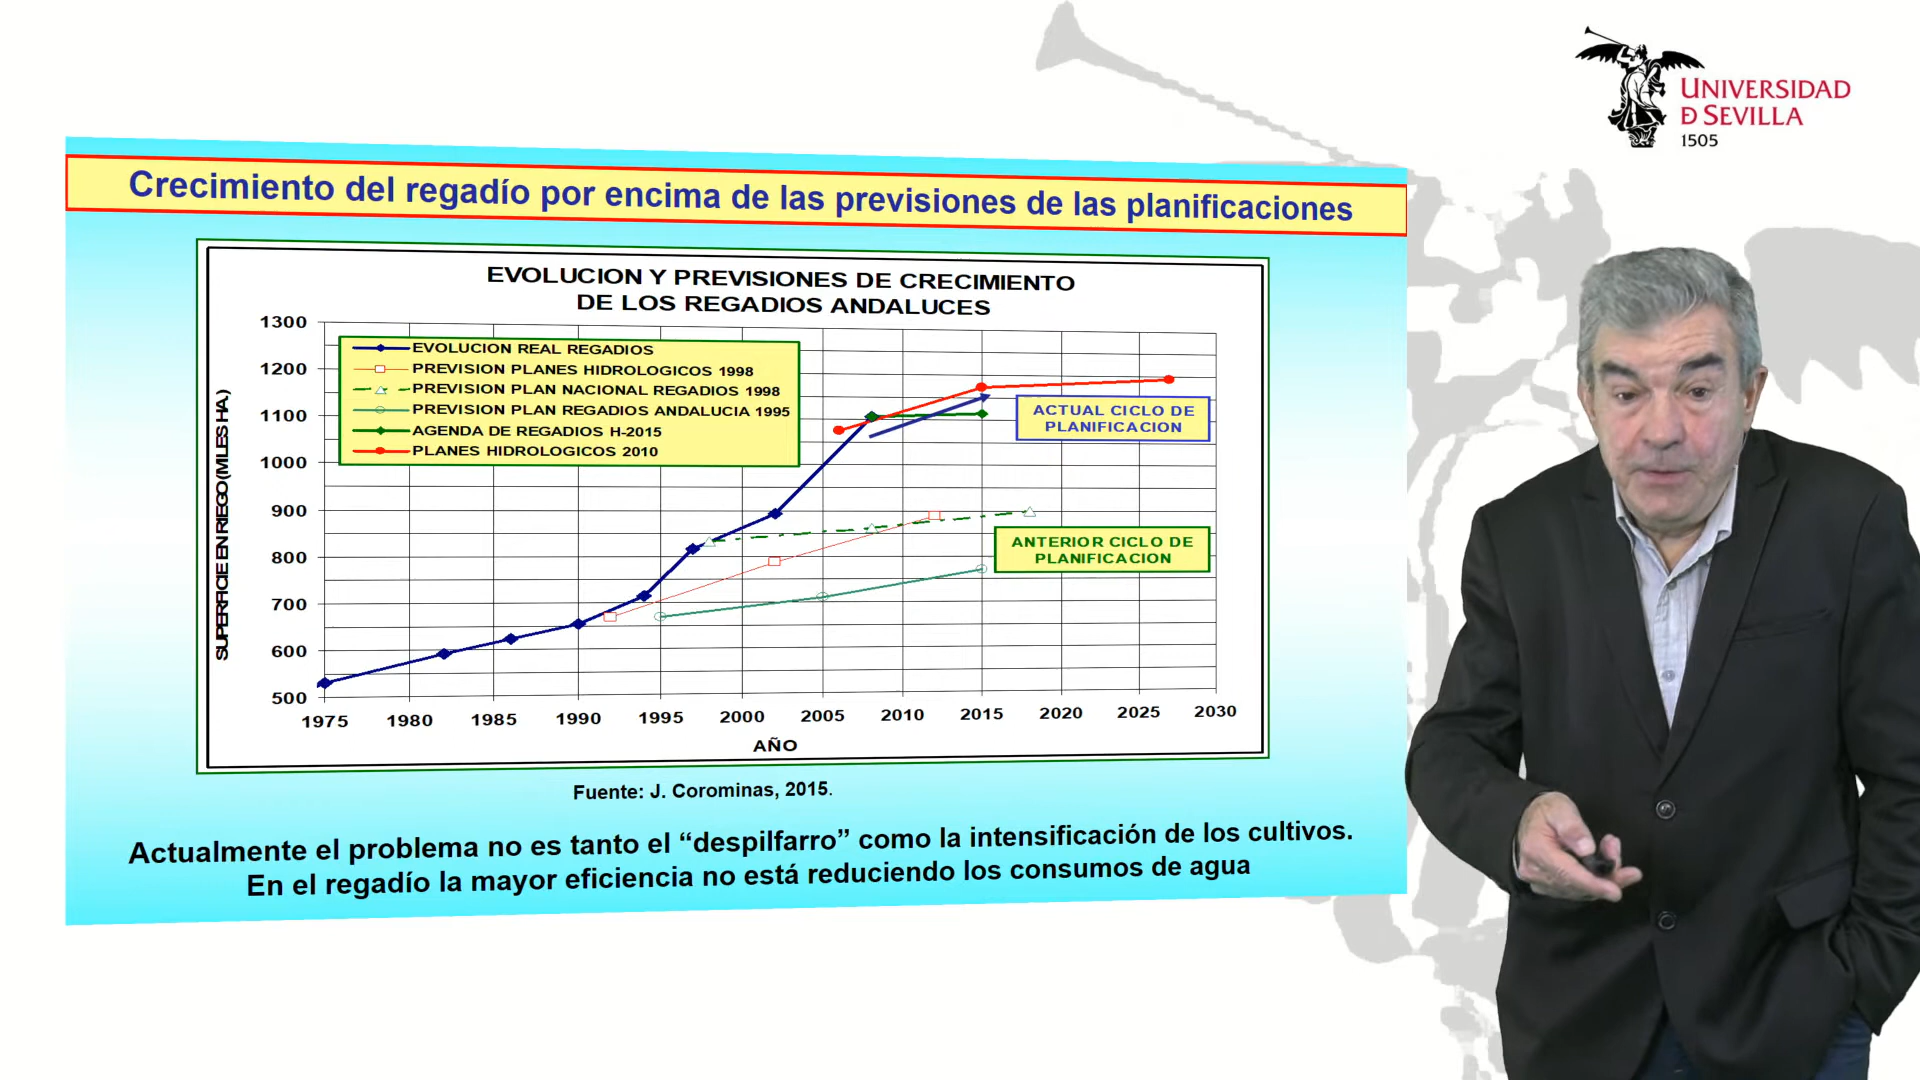 UNIVERSIDAD
Đ SEVILLA
1505
Crecimiento del regadío por encima de las previsiones de las planificaciones
EVOLUCION Y PREVISIONES DE CRECIMIENTO
DE LOS REGADIOS ANDALUCES
SUPERFICIE EN RIEGO (MILES HA)
1300
1200
1100
1000
900
800
700
600
500
EVOLUCION REAL REGADIOS
PREVISION PLANES HIDROLOGICOS 1998
PREVISION PLAN NACIONAL REGADIOS 1998
PREVISION PLAN REGADIOS ANDALUCIA 1995
AGENDA DE REGADIOS H-2015
PLANES HIDROLOGICOS 2010
ACTUAL CICLO DE
PLANIFICACION
ANTERIOR CICLO DE
PLANIFICACION
1975 1980 1985 1990 1995 2000 2005 2010 2015 2020 2025 2030
AÑO
Fuente: J. Corominas, 2015.
Actualmente el problema no es tanto el “despilfarro” como la intensificación de los cultivos.
En el regadío la mayor eficiencia no está reduciendo los consumos de agua